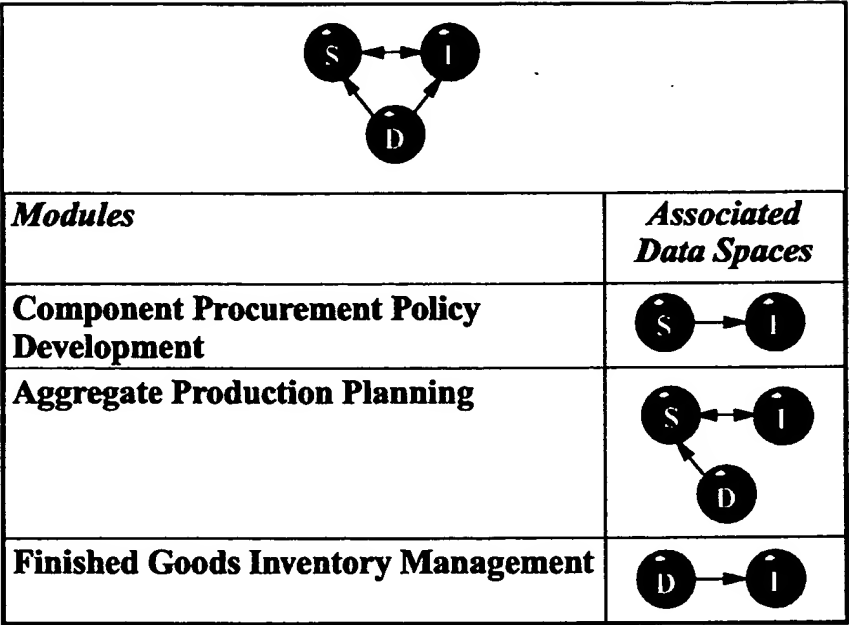 S I
D
Modules
Associated
Data Spaces
Component Procurement Policy
Development
S I
Aggregate Production Planning
S I
D
Finished Goods Inventory Management
D I